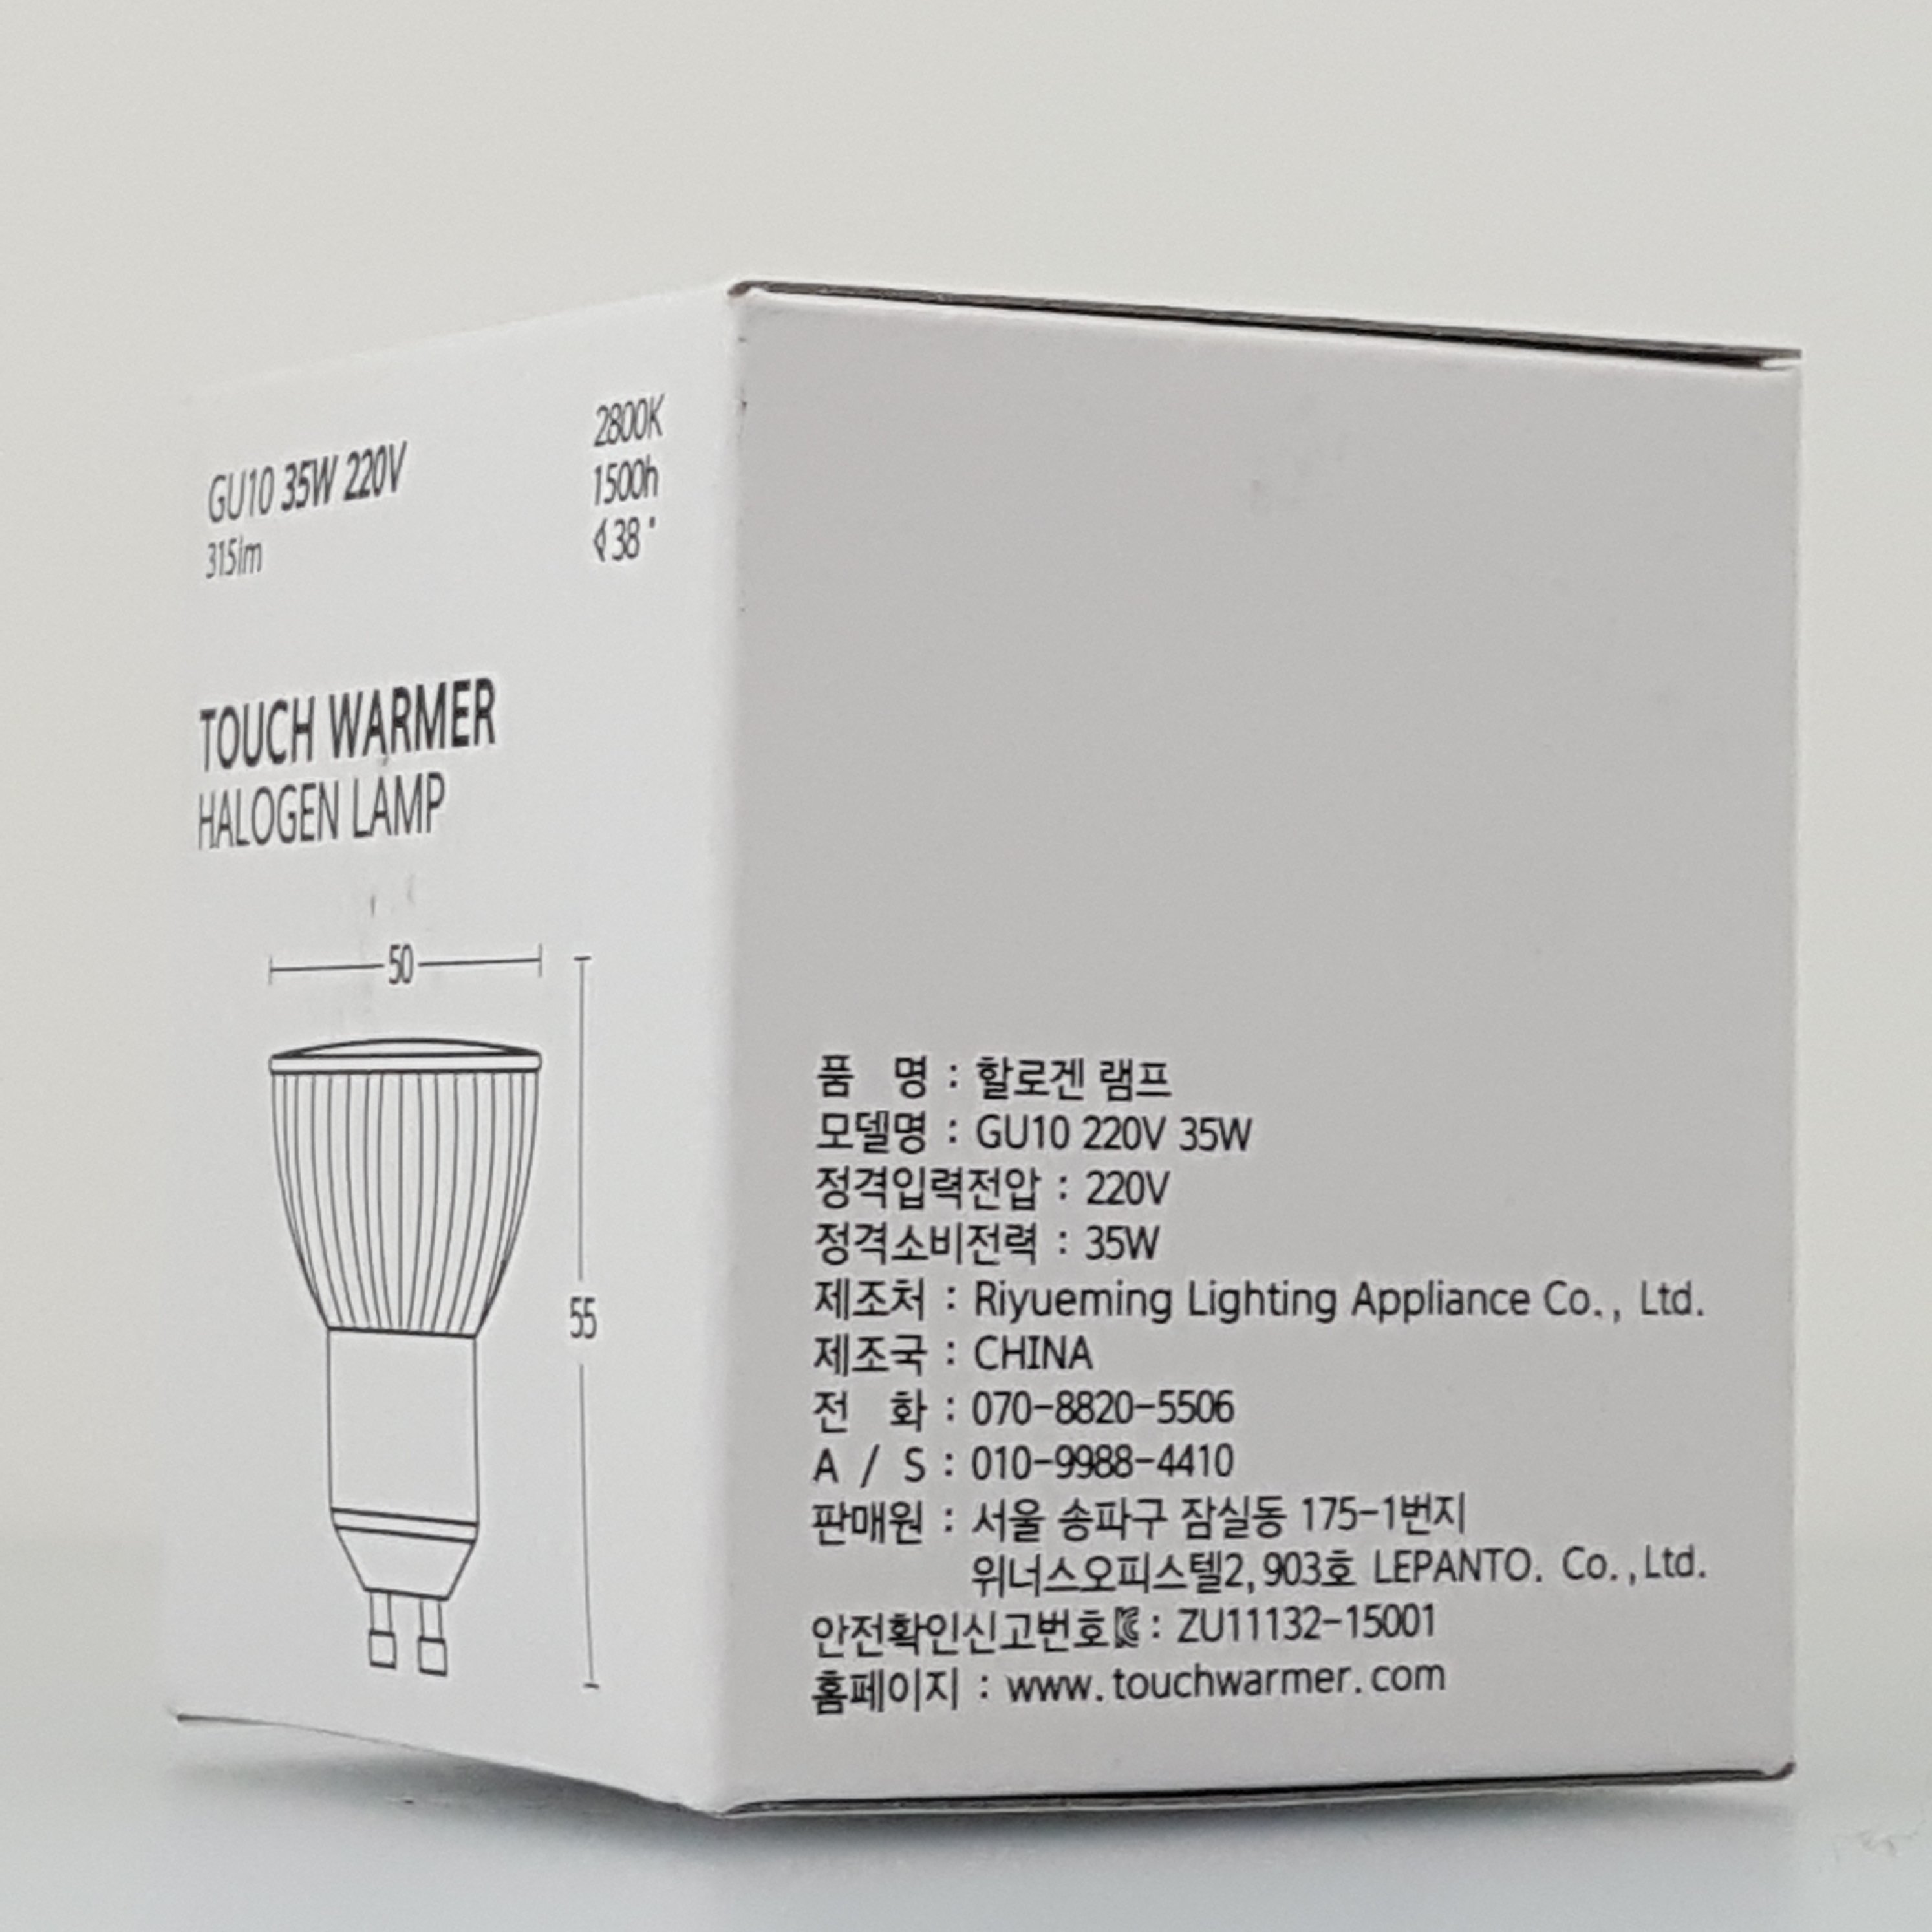 GU10 35W 220V
315lm
2800K
1500h
∢38°
TOUCH WARMER
HALOGEN LAMP
50
55
품 명 : 할로겐 램프
모델명 : GU10 220V 35W
정격입력전압 : 220V
정격소비전력 : 35W
제조처 : Riyueming Lighting Appliance Co., Ltd.
제조국 : CHINA
전 화 : 070-8820-5506
A / S : 010-9988-4410
판매원 : 서울 송파구 잠실동 175-1번지
위너스오피스텔2, 903호 LEPANTO. Co.,Ltd.
안전확인신고번호 : ZU11132-15001
홈페이지 : www.touchwarmer.com